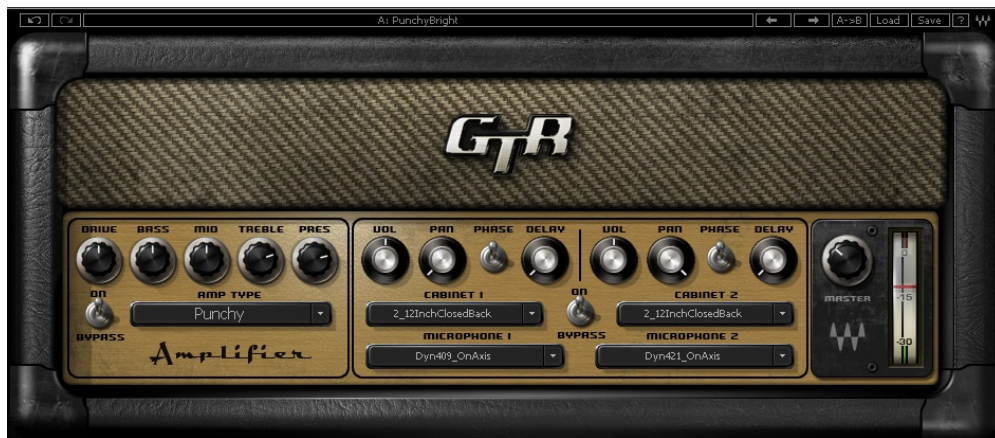 A: PunchyBright
A->B Load Save ?
GTR
DRIVE BASS MID TREBLE PRES
VOL PAN PHASE DELAY VOL PAN PHASE DELAY
0
ON AMP TYPE CABINET 1 ON CABINET 2 MASTER -15
Punchy 2_12InchClosedBack 2_12InchClosedBack
BYPASS MICROPHONE 1 BYPASS MICROPHONE 2
-30
Amplifier Dyn409_OnAxis Dyn421_OnAxis